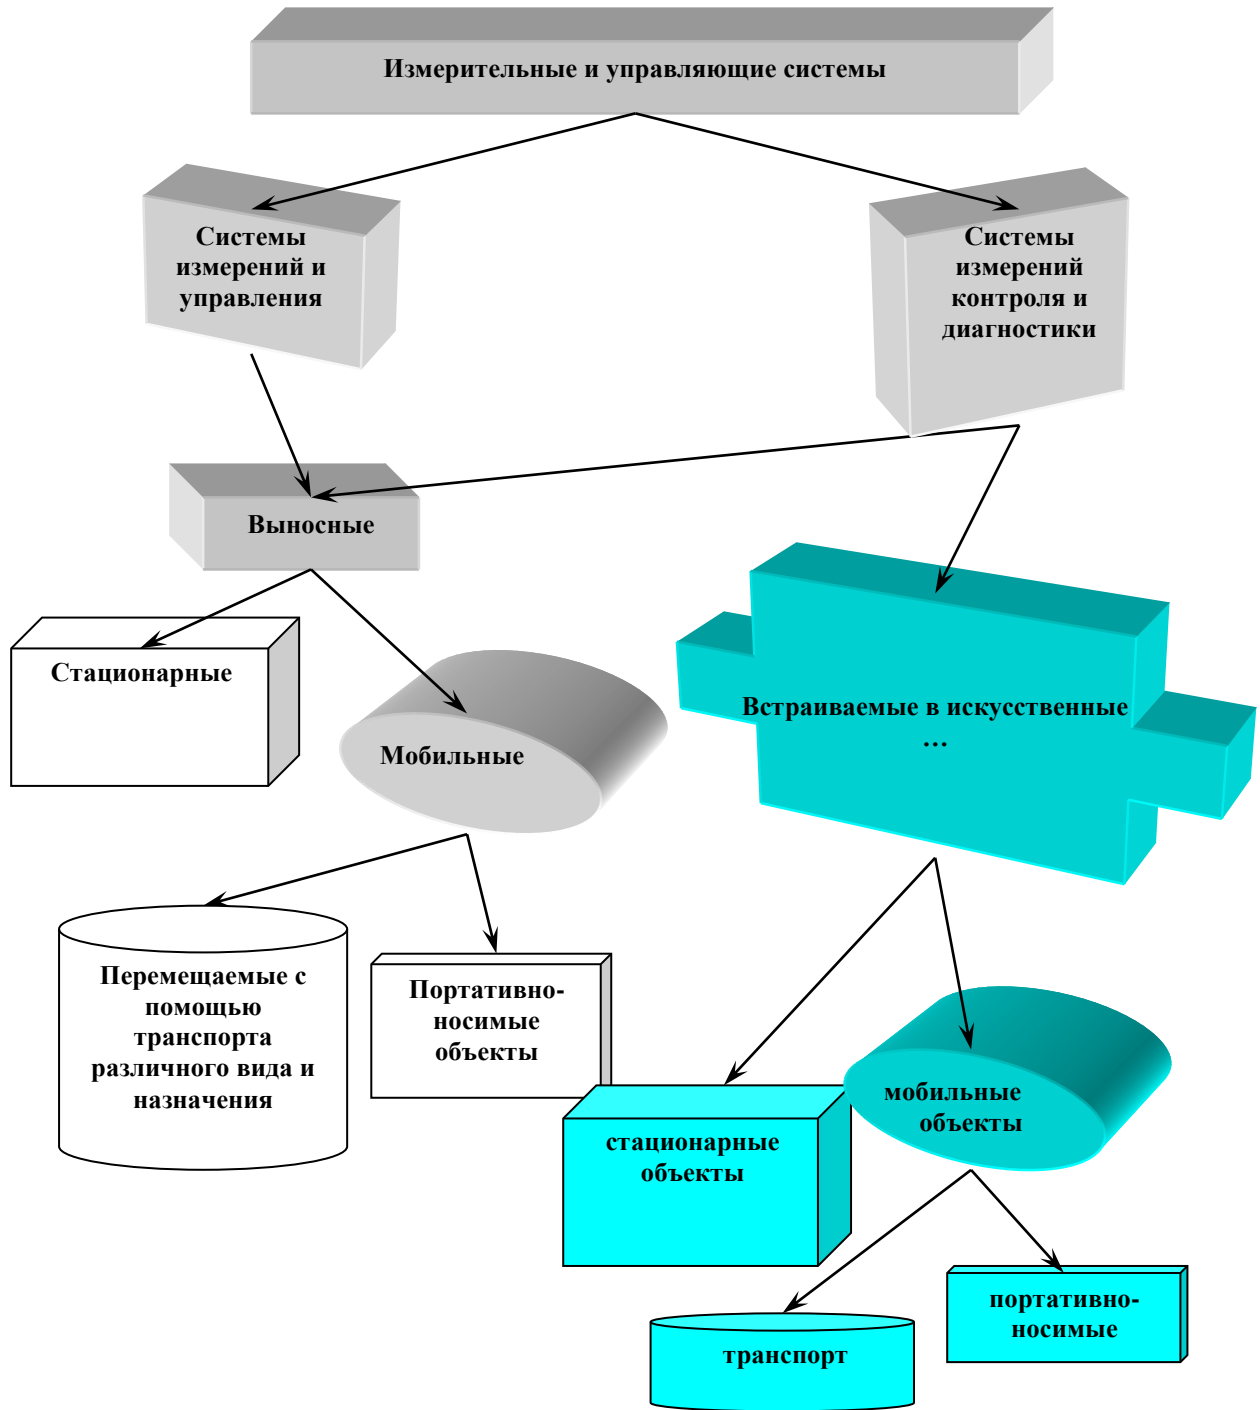 Измерительные и управляющие системы
Системы
измерений и
управления
Системы
измерений
контроля и
диагностики
Выносные
Стационарные
Мобильные
Встраиваемые в искусственные
…
Перемещаемые с
помощью
транспорта
различного вида и
назначения
Портативно-
носимые
объекты
стационарные
объекты
мобильные
объекты
транспорт
портативно-
носимые